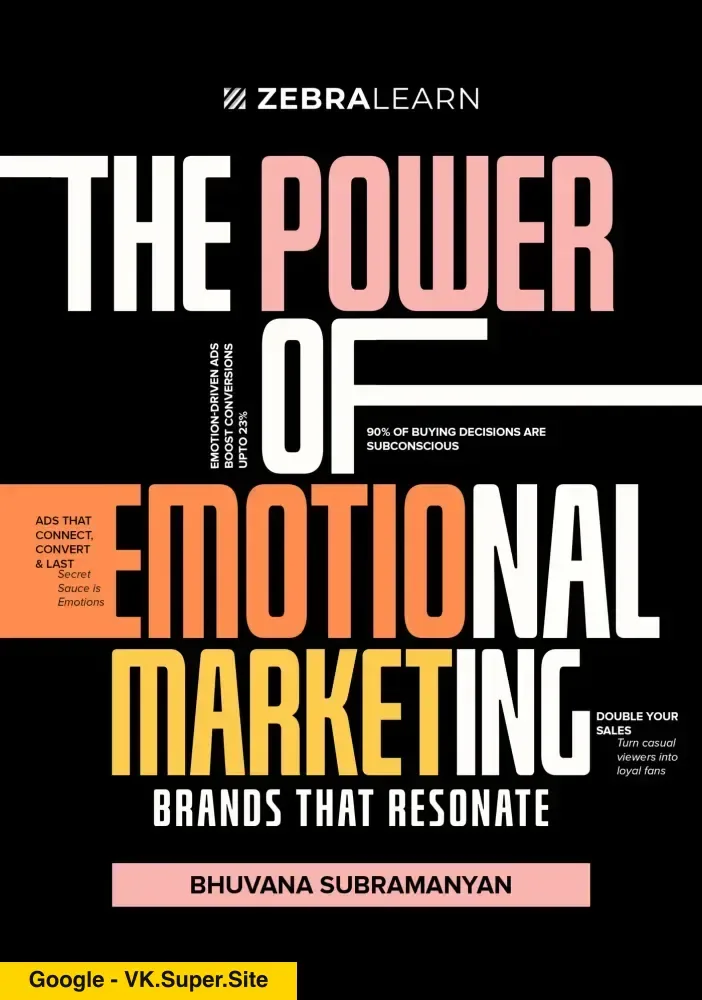 ZEBRALEARN
THE POWER
OF
EMOTION-DRIVEN ADS
BOOST CONVERSIONS
UPTO 23%
90% OF BUYING DECISIONS ARE
SUBCONSCIOUS
EMOTIONAL
ADS THAT
CONNECT,
CONVERT
& LAST
Secret
Sauce is
Emotions
MARKETING
DOUBLE YOUR
SALES
Turn casual
viewers into
loyal fans
BRANDS THAT RESONATE
BHUVANA SUBRAMANYAN
Google - VK.Super.Site